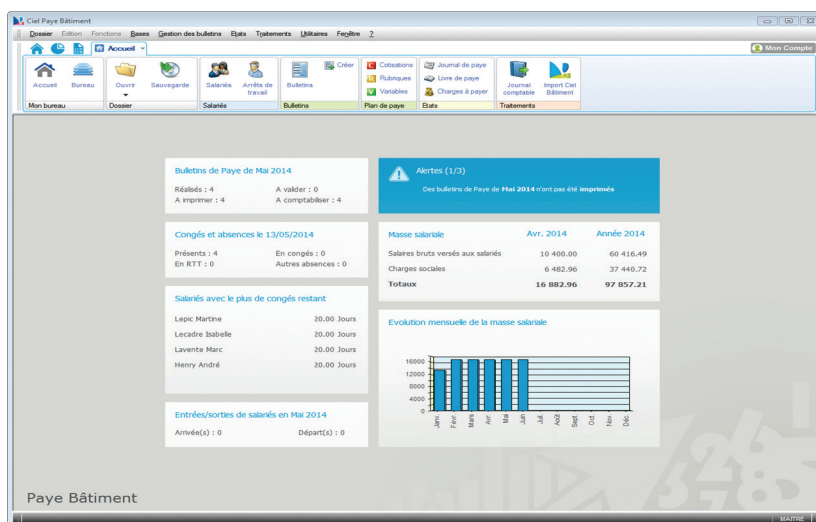 Ciel Paye Bâtiment
Dossier Edition Fonctions Bases Gestion des bulletins Etats Traitements Utilitaires Fenêtre ?
Accueil
Mon Compte
Accueil Bureau Ouvrir Sauvegarde Salariés Arrêts de travail Bulletins Créer
Cotisations
Rubriques
Variables
Journal de paye
Livre de paye
Charges à payer
Journal comptable
Import Ciel Bâtiment
Mon bureau Dossier Salariés Bulletins Plan de paye Etats Traitements
Bulletins de Paye de Mai 2014
Réalisés : 4 A valider : 0
A imprimer : 4 A comptabiliser : 4
Alertes (1/3)
Des bulletins de Paye de Mai 2014 n'ont pas été imprimés
Congés et absences le 13/05/2014
Présents : 4 En congés : 0
En RTT : 0 Autres absences : 0
Masse salariale Avr. 2014 Année 2014
Salaires bruts versés aux salariés 10 400.00 60 416.49
Charges sociales 6 482.96 37 440.72
Totaux 16 882.96 97 857.21
Salariés avec le plus de congés restant
Lepic Martine 20.00 Jours
Lecadre Isabelle 20.00 Jours
Lavente Marc 20.00 Jours
Henry André 20.00 Jours
Evolution mensuelle de la masse salariale
16000
12000
8000
4000
0
Janv. Févr. Mars Avr. Mai Juin Juil. Août Sept. Oct. Nov. Déc.
Entrées/sorties de salariés en Mai 2014
Arrivée(s) : 0 Départ(s) : 0
Paye Bâtiment
MAITRE